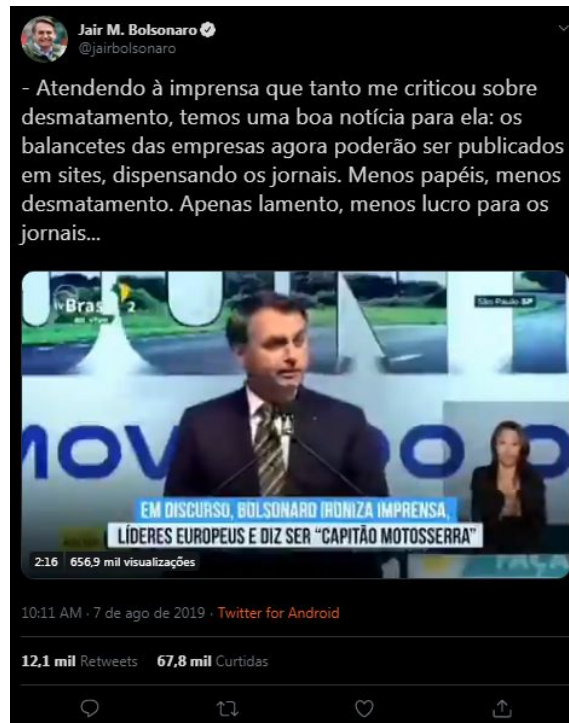 Jair M. Bolsonaro
@jairbolsonaro
- Atendendo à imprensa que tanto me criticou sobre
desmatamento, temos uma boa notícia para ela: os
balancetes das empresas agora poderão ser publicados
em sites, dispensando os jornais. Menos papéis, menos
desmatamento. Apenas lamento, menos lucro para os
jornais...
tvBrasil 2
São Paulo SP
MOV DO O
EM DISCURSO, BOLSONARO IRONIZA IMPRENSA,
LÍDERES EUROPEUS E DIZ SER “CAPITÃO MOTOSSERRA”
2:16 656,9 mil visualizações
10:11 AM · 7 de ago de 2019 · Twitter for Android
12,1 mil Retweets 67,8 mil Curtidas